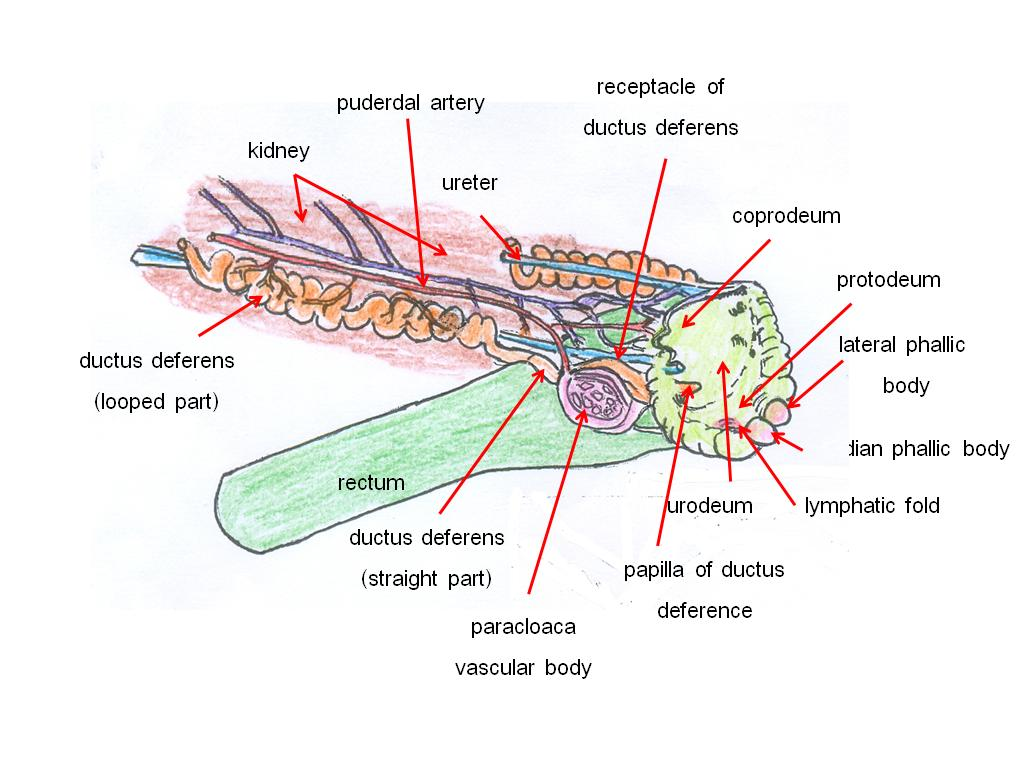 receptacle of
ductus deferens
puderdal artery
kidney
ureter
coprodeum
protodeum
lateral phallic
body
ductus deferens
(looped part)
dian phallic body
rectum
urodeum
lymphatic fold
ductus deferens
(straight part)
papilla of ductus
deference
paracloaca
vascular body